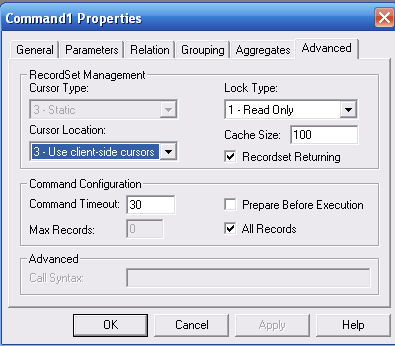 Command1 Properties
General Parameters Relation Grouping Aggregates Advanced
RecordSet Management
Cursor Type: Lock Type:
3 - Static 1 - Read Only
Cursor Location: Cache Size: 100
3 - Use client-side cursors Recordset Returning
Command Configuration
Command Timeout: 30 Prepare Before Execution
Max Records: 0 All Records
Advanced
Call Syntax:
OK Cancel Apply Help